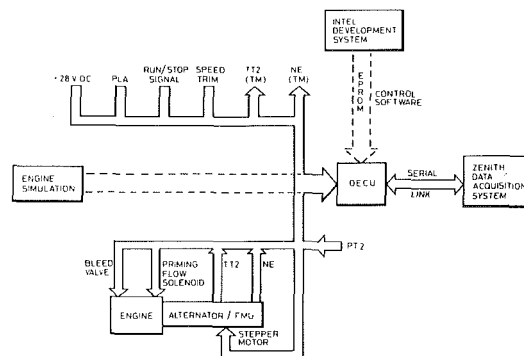 INTEL
DEVELOPMENT
SYSTEM
+28 V DC
PLA
RUN/STOP
SIGNAL
SPEED
TRIM
TT2
(TM)
NE
(TM)
EPROM
CONTROL
SOFTWARE
ENGINE
SIMULATION
DECU
SERIAL
LINK
ZENITH
DATA
ACQUISITION
SYSTEM
PT2
BLEED
VALVE
PRIMING
FLOW
SOLENOID
TT2
NE
ENGINE
ALTERNATOR / FMU
STEPPER
MOTOR